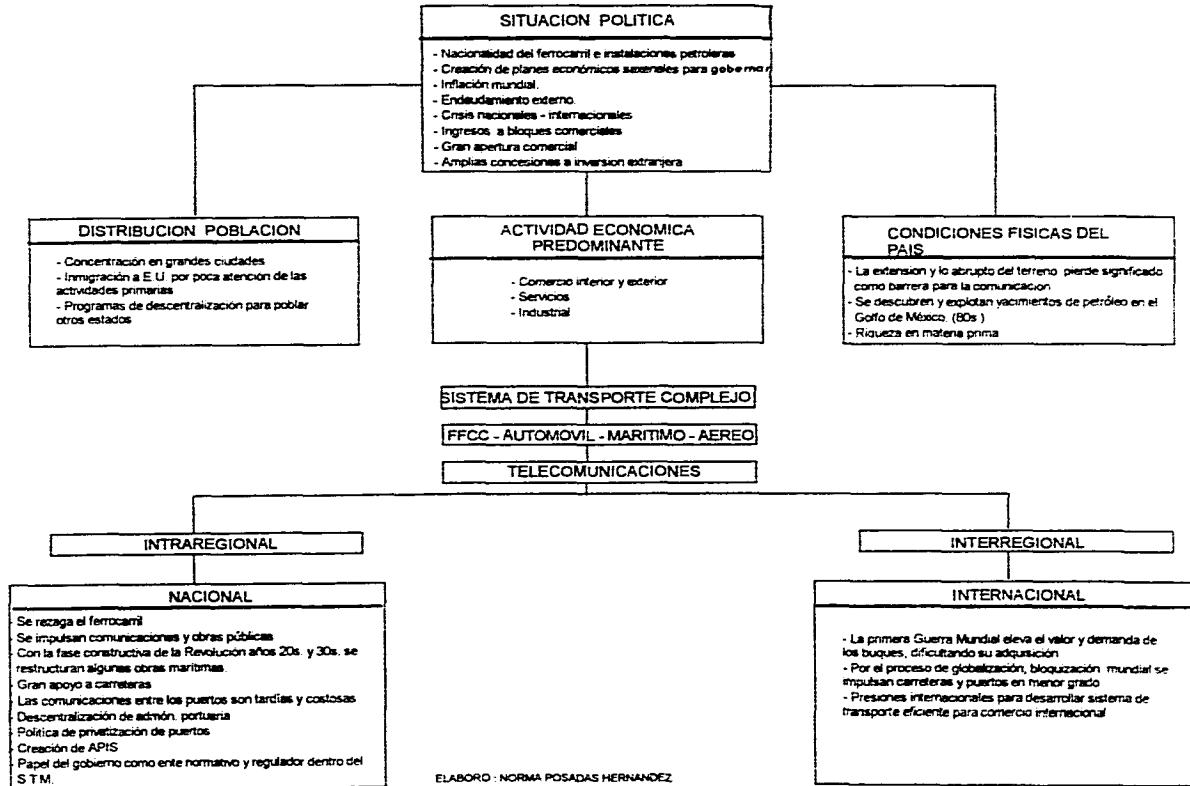 SITUACION POLITICA
- Nacionalidad del ferrocarril e instalaciones petroleras
- Creación de planes económicos sexenales para gobernar
- Inflación mundial.
- Endeudamiento externo.
- Crisis nacionales - internacionales
- Ingresos a bloques comerciales
- Gran apertura comercial
- Amplias concesiones a inversion extranjera
DISTRIBUCION POBLACION
- Concentración en grandes ciudades
- Inmigración a E.U. por poca atención de las
actividades primarias
- Programas de descentralización para poblar
otros estados
ACTIVIDAD ECONOMICA
PREDOMINANTE
- Comercio interior y exterior
- Servicios
- Industrial
CONDICIONES FISICAS DEL
PAIS
- La extension y lo abrupto del terreno pierde significado
como barrera para la comunicación
- Se descubren y explotan yacimientos de petróleo en el
Golfo de México. (80s )
- Riqueza en materia prima
SISTEMA DE TRANSPORTE COMPLEJO
FFCC - AUTOMOVIL - MARITIMO - AEREO
TELECOMUNICACIONES
INTRAREGIONAL
NACIONAL
Se rezaga el ferrocarril
Se impulsan comunicaciones y obras públicas
Con la fase constructiva de la Revolución años 20s. y 30s. se
restructuran algunas obras marítimas.
- Gran apoyo a carreteras
Las comunicaciones entre los puertos son tardías y costosas
Descentralización de admón. portuaria
Politica de privatización de puertos
- Creación de APIS
- Papel del gobierno como ente normativo y regulador dentro del
S T M.
INTERREGIONAL
INTERNACIONAL
- La primera Guerra Mundial eleva el valor y demanda de
los buques, dificultando su adquisición
- Por el proceso de globalización, bloquización mundial se
impulsan carreteras y puertos en menor grado
- Presiones internacionales para desarrollar sistema de
transporte eficiente para comercio internacional
ELABORO : NORMA POSADAS HERNANDEZ